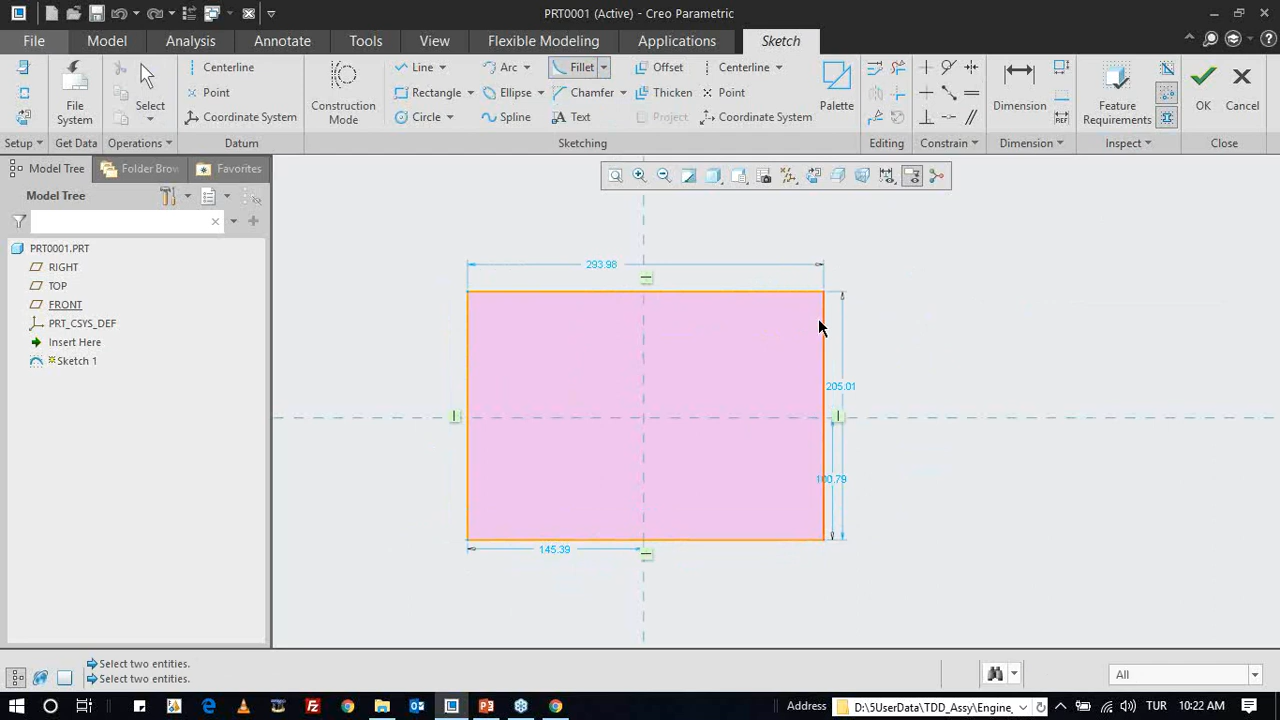 PRT0001 (Active) - Creo Parametric
File Model Analysis Annotate Tools View Flexible Modeling Applications Sketch
Centerline Line Arc Fillet Offset Centerline
Point Rectangle Ellipse Chamfer Thicken Point
Coordinate System Circle Spline Text Project Coordinate System
File System
Select
Construction Mode
Palette
Dimension
Feature Requirements
OK
Cancel
Setup Get Data Operations Datum Sketching Editing Constrain Dimension Inspect Close
Model Tree Folder Brow Favorites
Model Tree
PRT0001.PRT
RIGHT
TOP
FRONT
PRT_CSYS_DEF
Insert Here
Sketch 1
293.98
205.01
100.79
145.39
Select two entities.
Select two entities.
All
Address D:\5UserData\TDD_Assy\Engine_ TUR 10:22 AM